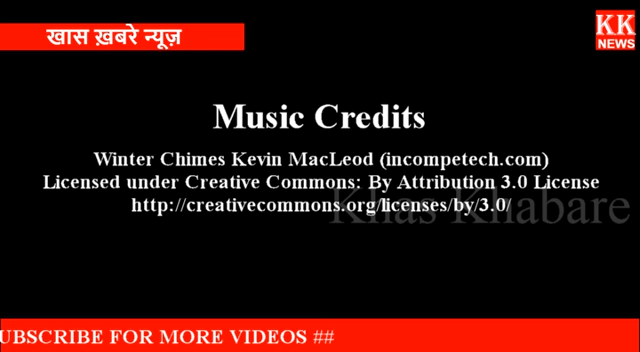 खास ख़बरे न्यूज़
KK
NEWS
Music Credits
Winter Chimes Kevin MacLeod (incompetech.com)
Licensed under Creative Commons: By Attribution 3.0 License
http://creativecommons.org/licenses/by/3.0/
Khas Khabare
UBSCRIBE FOR MORE VIDEOS ##